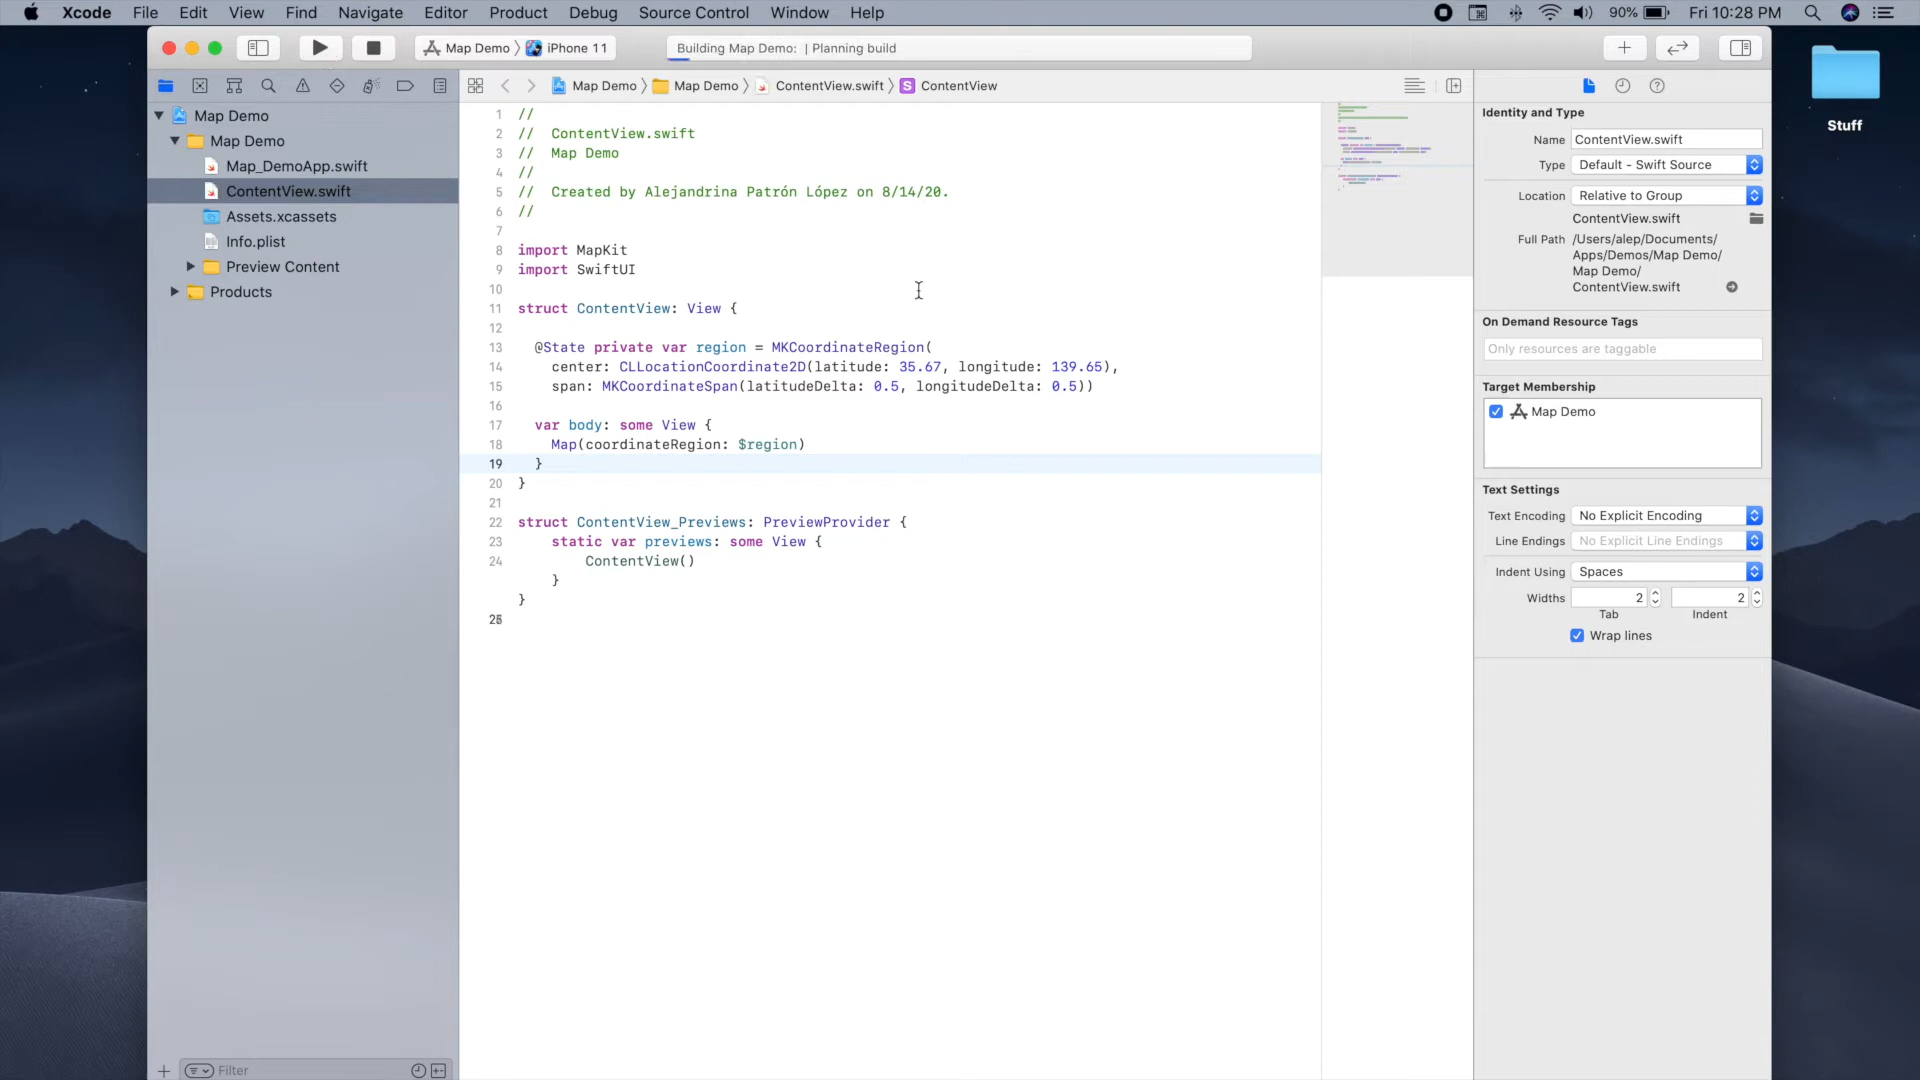 Xcode File Edit View Find Navigate Editor Product Debug Source Control Window Help 90% Fri 10:28 PM
Map Demo iPhone 11 Building Map Demo: | Planning build
Stuff
Map Demo
Map Demo
Map_DemoApp.swift
ContentView.swift
Assets.xcassets
Info.plist
Preview Content
Products
Filter
Map Demo Map Demo ContentView.swift S ContentView
1 //
2 //  ContentView.swift
3 //  Map Demo
4 //
5 //  Created by Alejandrina Patrón López on 8/14/20.
6 //
7
8 import MapKit
9 import SwiftUI
10
11 struct ContentView: View {
12
13   @State private var region = MKCoordinateRegion(
14     center: CLLocationCoordinate2D(latitude: 35.67, longitude: 139.65),
15     span: MKCoordinateSpan(latitudeDelta: 0.5, longitudeDelta: 0.5))
16
17   var body: some View {
18     Map(coordinateRegion: $region)
19   }
20 }
21
22 struct ContentView_Previews: PreviewProvider {
23     static var previews: some View {
24         ContentView()
    }
}
Identity and Type
Name ContentView.swift
Type Default - Swift Source
Location Relative to Group
ContentView.swift
Full Path /Users/alep/Documents/
Apps/Demos/Map Demo/
Map Demo/
ContentView.swift
On Demand Resource Tags
Only resources are taggable
Target Membership
Map Demo
Text Settings
Text Encoding No Explicit Encoding
Line Endings No Explicit Line Endings
Indent Using Spaces
Widths 2 2
Tab Indent
Wrap lines